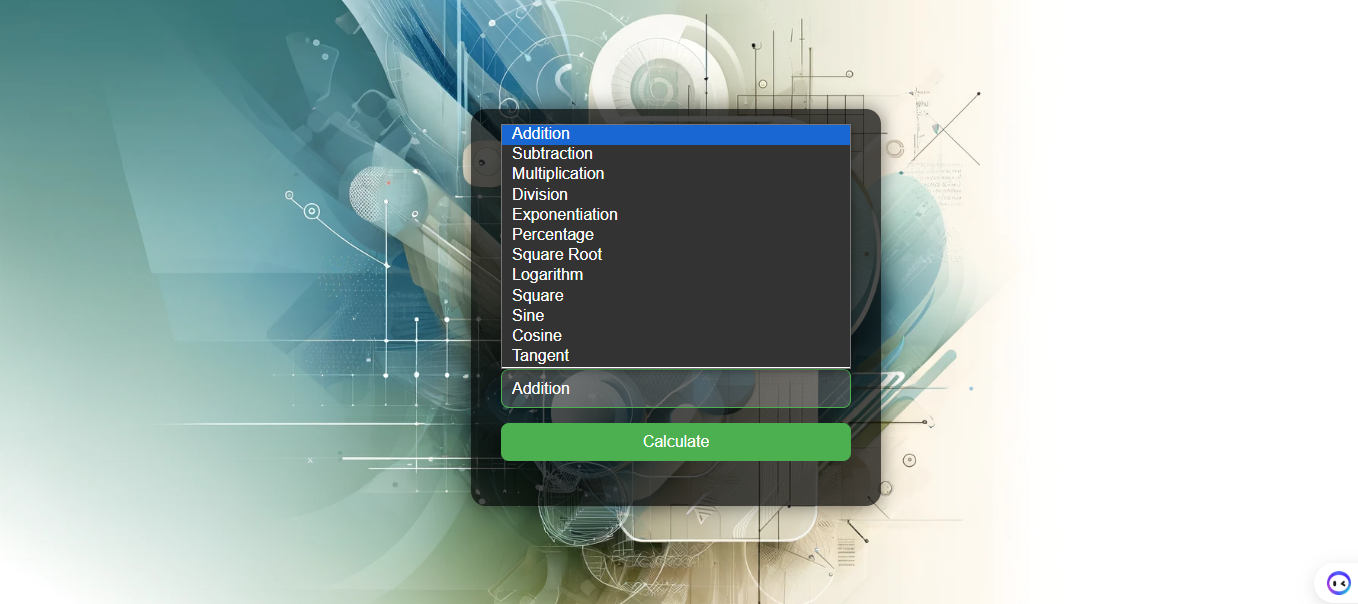 Addition
Subtraction
Multiplication
Division
Exponentiation
Percentage
Square Root
Logarithm
Square
Sine
Cosine
Tangent
Addition
Calculate